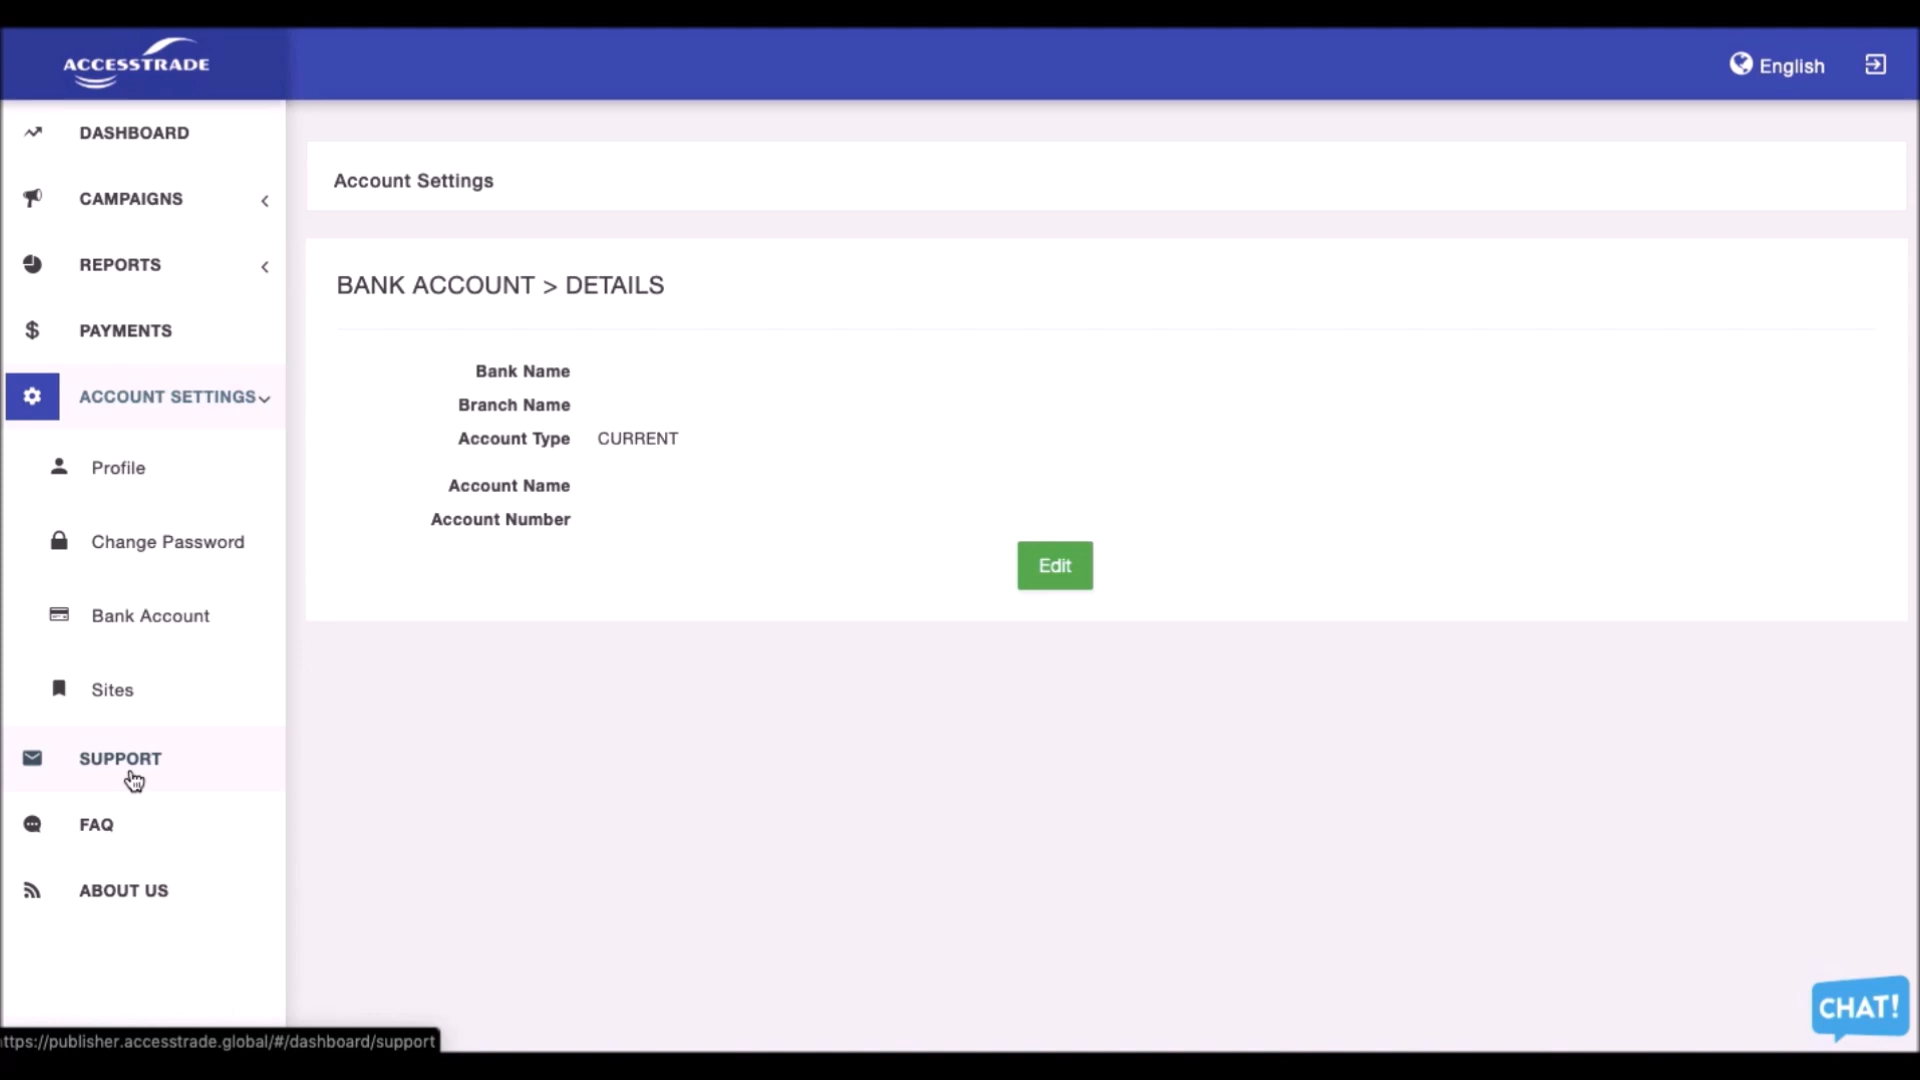 ACCESSTRADE
English
DASHBOARD
CAMPAIGNS
REPORTS
PAYMENTS
ACCOUNT SETTINGS
Profile
Change Password
Bank Account
Sites
SUPPORT
FAQ
ABOUT US
Account Settings
BANK ACCOUNT > DETAILS
Bank Name
Branch Name
Account Type CURRENT
Account Name
Account Number
Edit
CHAT!
ttps://publisher.accesstrade.global/#/dashboard/support